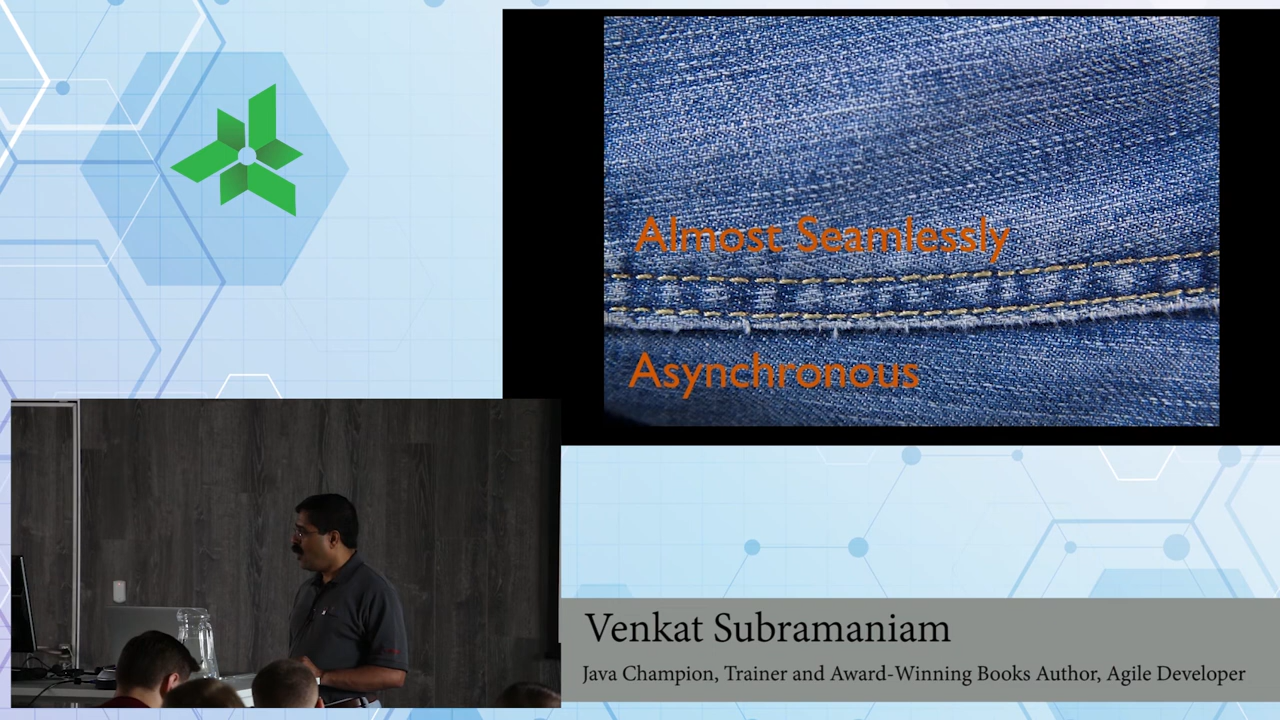 Almost Seamlessly
Asynchronous
Venkat Subramaniam
Java Champion, Trainer and Award-Winning Books Author, Agile Developer